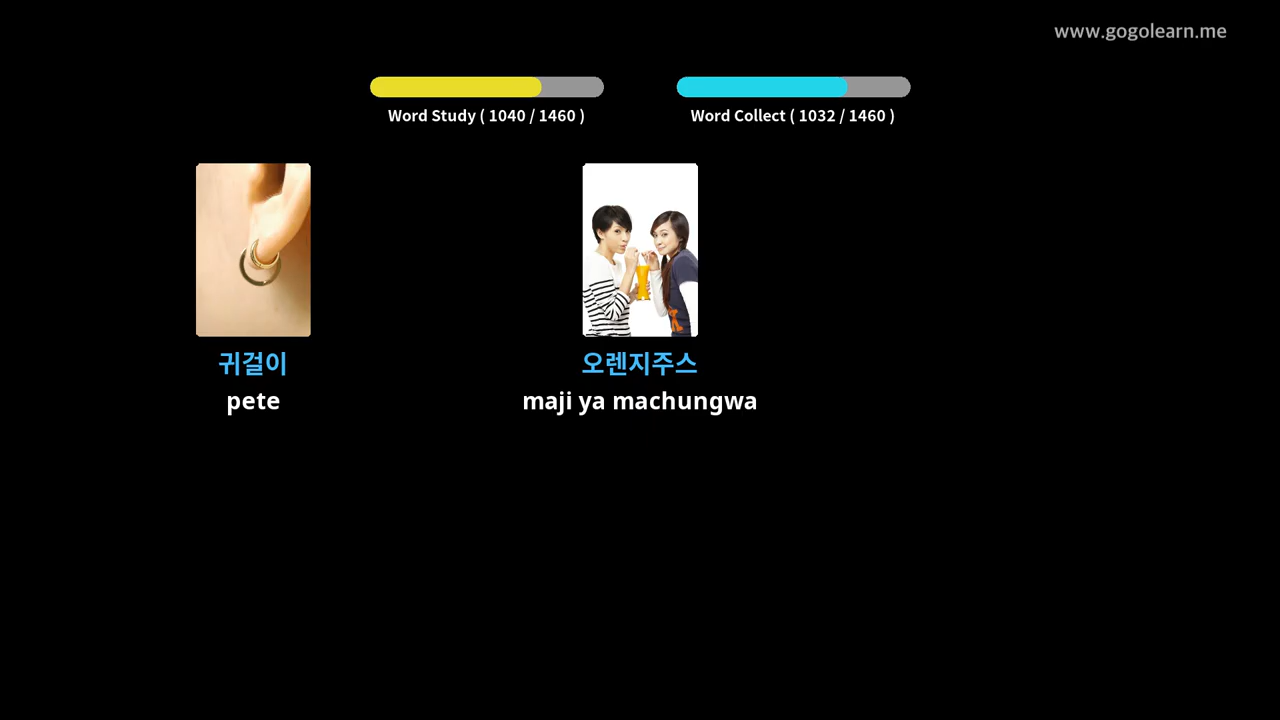 www.gogolearn.me
Word Study ( 1040 / 1460 )
Word Collect ( 1032 / 1460 )
귀걸이
pete
오렌지주스
maji ya machungwa